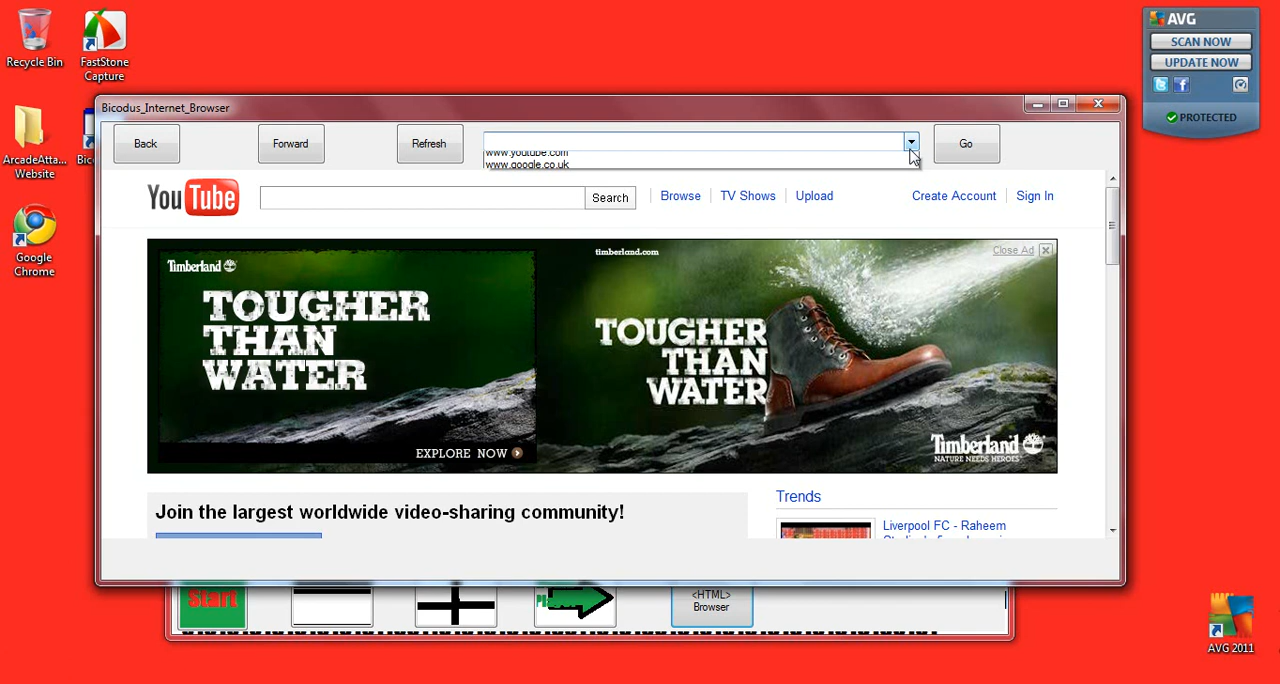 Recycle Bin
FastStone
Capture
AVG
SCAN NOW
UPDATE NOW
PROTECTED
Bicodus_Internet_Browser
ArcadeAtta...
Website
Bic
Back
Forward
Refresh
Go
www.youtube.com
www.google.co.uk
YouTube
Search
Browse
TV Shows
Upload
Create Account
Sign In
Google
Chrome
Timberland
TOUGHER
THAN
WATER
EXPLORE NOW
timberland.com
Close Ad
TOUGHER
THAN
WATER
Timberland
NATURE NEEDS HEROES
Join the largest worldwide video-sharing community!
Trends
Liverpool FC - Raheem
Start
<HTML>
Browser
AVG 2011